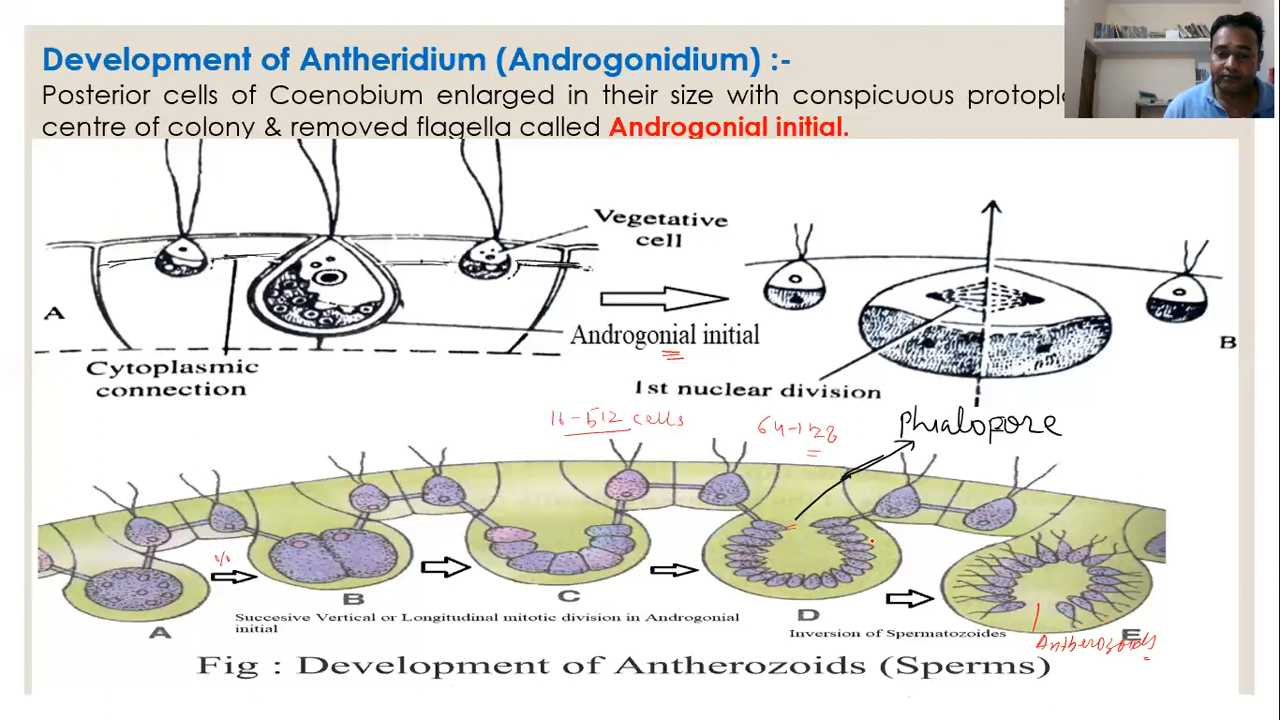 Development of Antheridium (Androgonidium) :-
Posterior cells of Coenobium enlarged in their size with conspicuous
centre of colony & removed flagella called Androgonial initial.
Vegetative
cell
A
Androgonial initial
B
Cytoplasmic
connection
1st nuclear division
16-512 cells
64-128
Phialopore
A
B
C
D
E
Succesive Vertical or Longitudinal mitotic division in Androgonial
initial
Inversion of Spermatozoides
Antherozoids
Fig : Development of Antherozoids (Sperms)